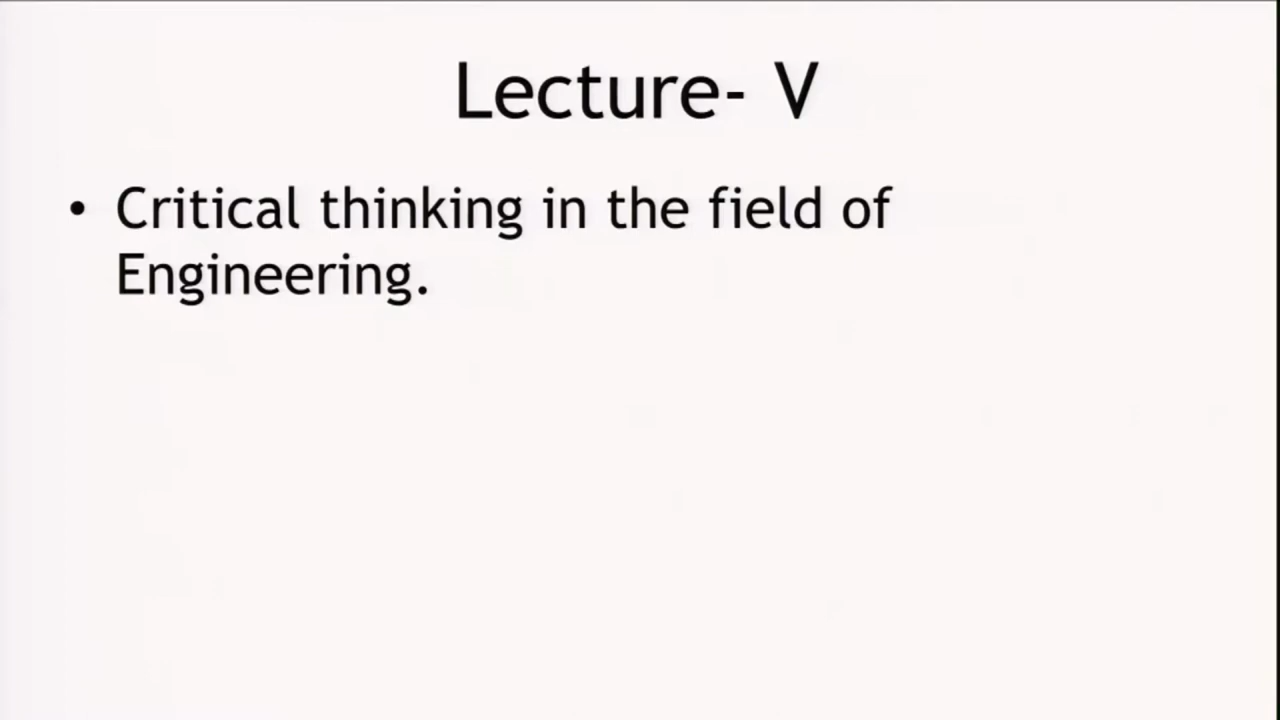 Lecture- V
• Critical thinking in the field of
Engineering.